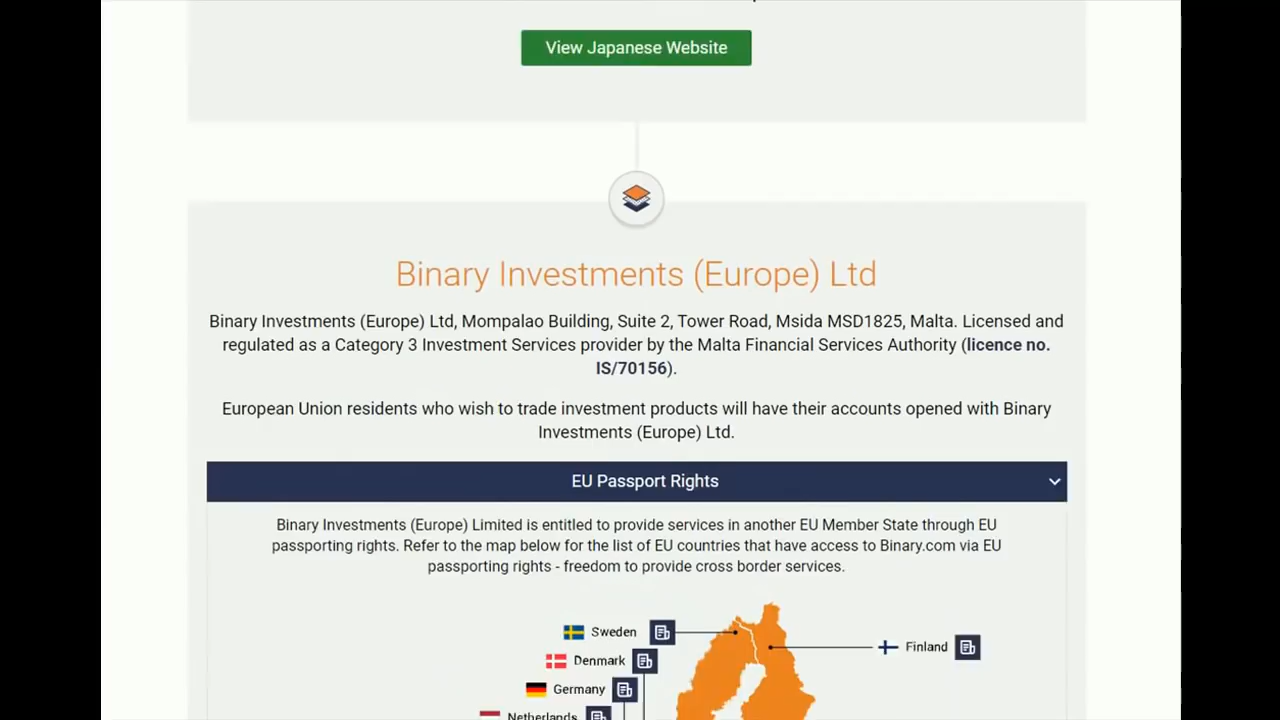 View Japanese Website
Binary Investments (Europe) Ltd
Binary Investments (Europe) Ltd, Mompalao Building, Suite 2, Tower Road, Msida MSD1825, Malta. Licensed and
regulated as a Category 3 Investment Services provider by the Malta Financial Services Authority (licence no.
IS/70156).
European Union residents who wish to trade investment products will have their accounts opened with Binary
Investments (Europe) Ltd.
EU Passport Rights
Binary Investments (Europe) Limited is entitled to provide services in another EU Member State through EU
passporting rights. Refer to the map below for the list of EU countries that have access to Binary.com via EU
passporting rights - freedom to provide cross border services.
Sweden
Finland
Denmark
Germany
Netherlands